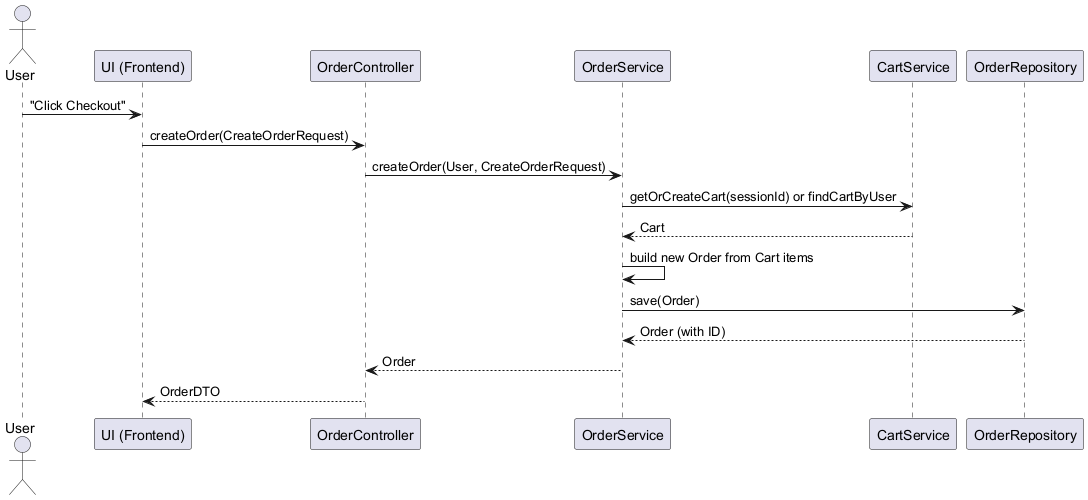 User
UI (Frontend)
OrderController
OrderService
CartService
OrderRepository
"Click Checkout"
createOrder(CreateOrderRequest)
createOrder(User, CreateOrderRequest)
getOrCreateCart(sessionId) or findCartByUser
Cart
build new Order from Cart items
save(Order)
Order (with ID)
Order
OrderDTO
User
UI (Frontend)
OrderController
OrderService
CartService
OrderRepository